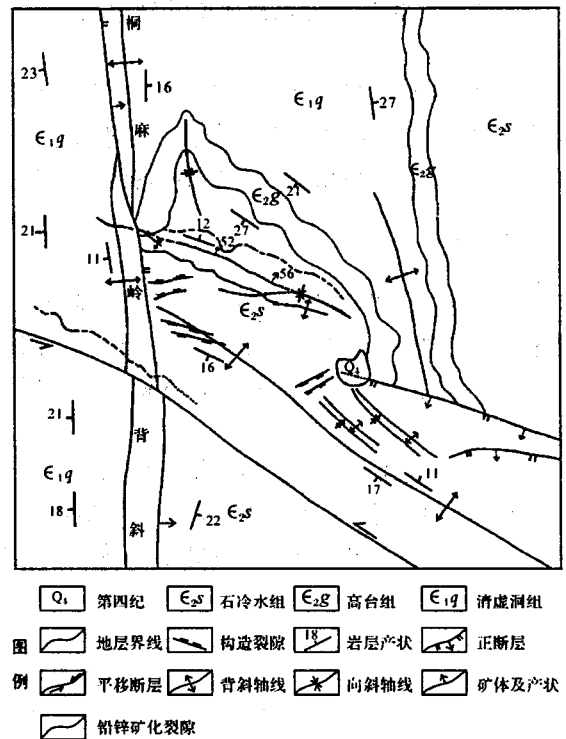 桐
23
16
Є₁q
27
Є₂s
Є₁q
麻
Є₂g
Є₂g
27
12
27
21
52
11
56
岭
Є₂s
16
Q₄
21
背
11
17
Є₁q
18
斜
22
Є₂s
图例
Q₄ 第四纪 Є₂s 石冷水组 Є₂g 高台组 Є₁q 清虚洞组
地层界线 构造裂隙 18 岩层产状 正断层
平移断层 背斜轴线 向斜轴线 矿体及产状
铅锌矿化裂隙